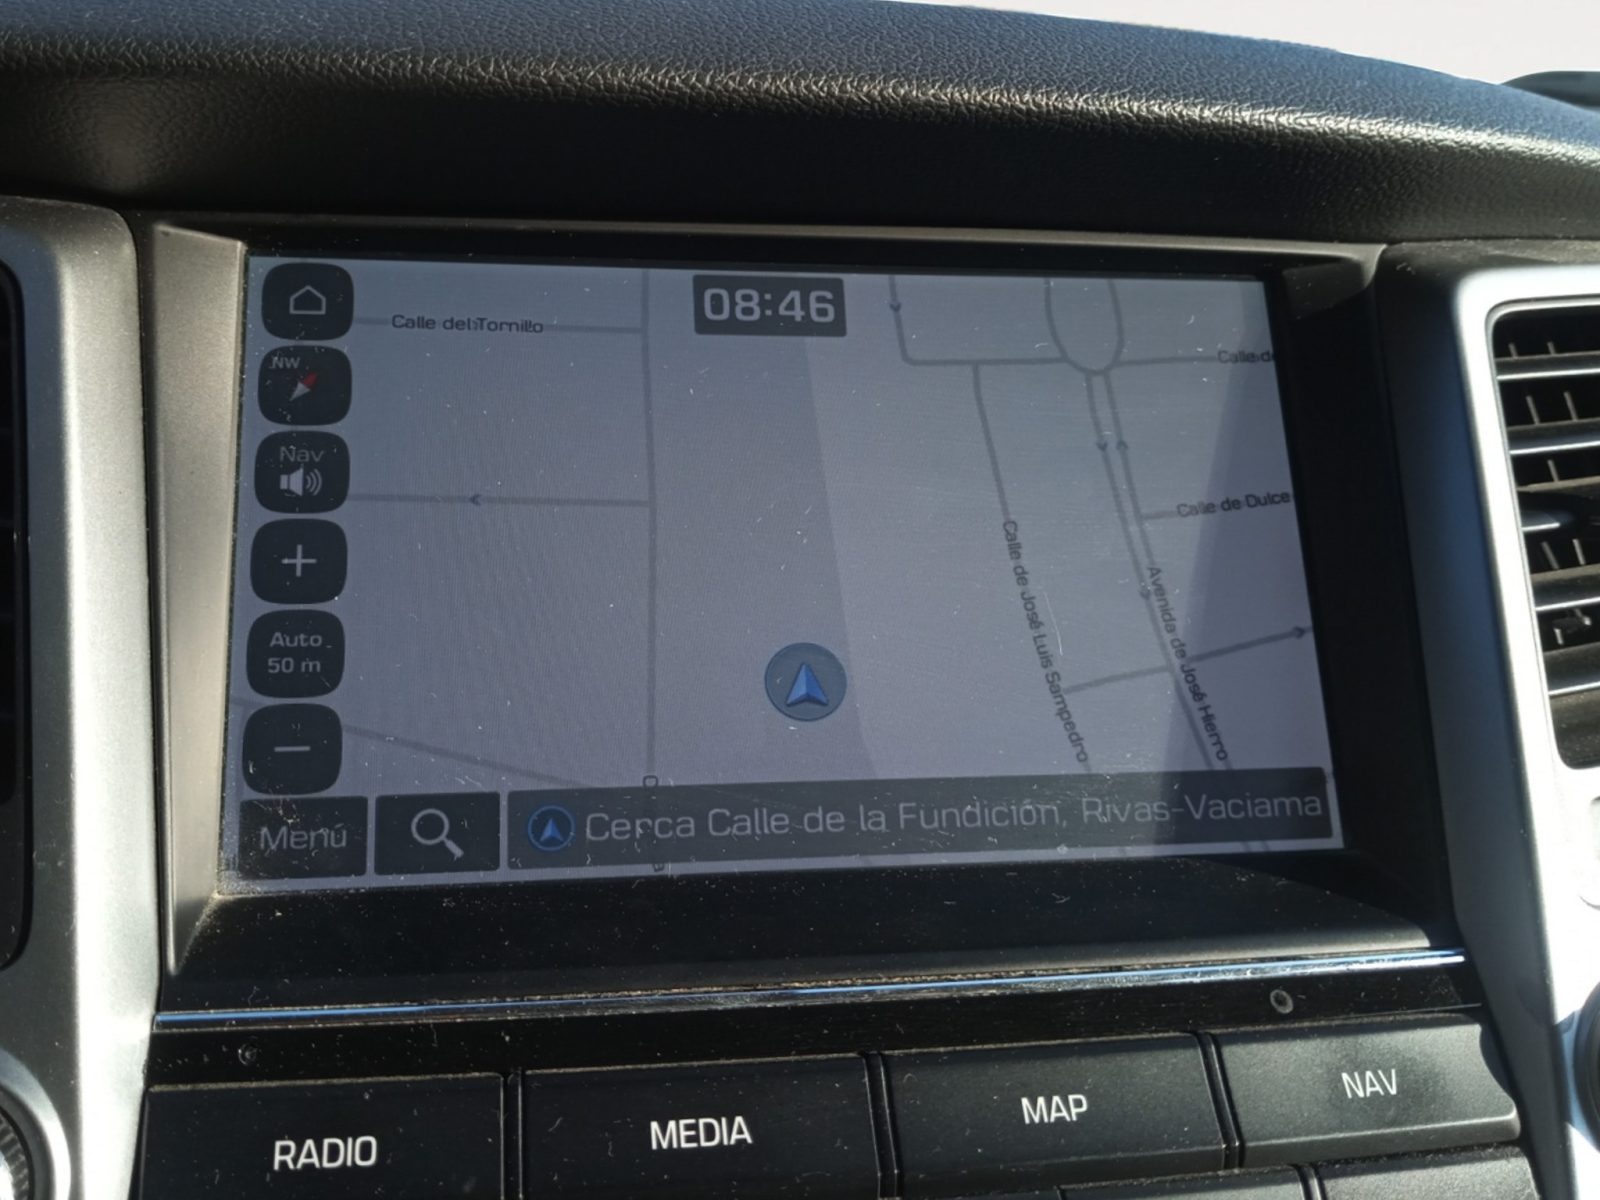 08:46
Calle del Tornillo
NW
Calle de
Nav
Calle de Dulce
Calle de José Luis Sampedro
Avenida de José Hierro
Auto
50 m
Menú
Cerca Calle de la Fundición, Rivas-Vaciama
RADIO
MEDIA
MAP
NAV